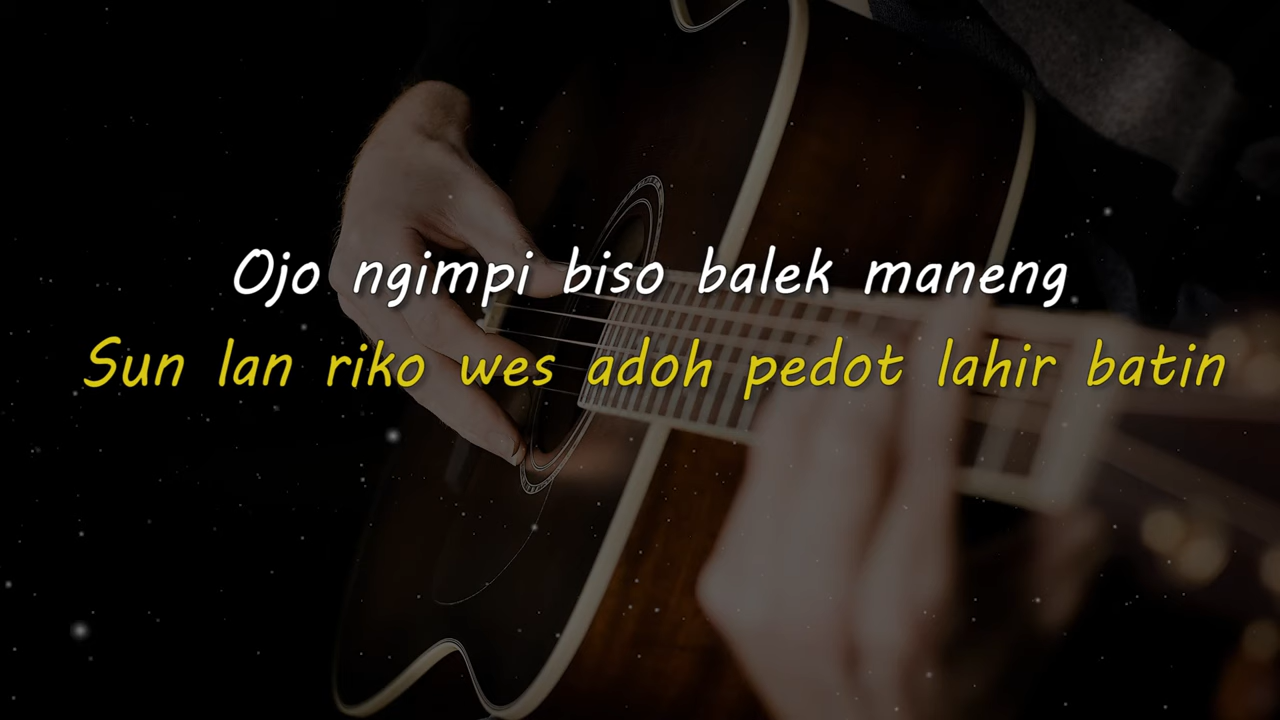 Ojo ngimpi biso balek maneng
Sun lan riko wes adoh pedot lahir batin